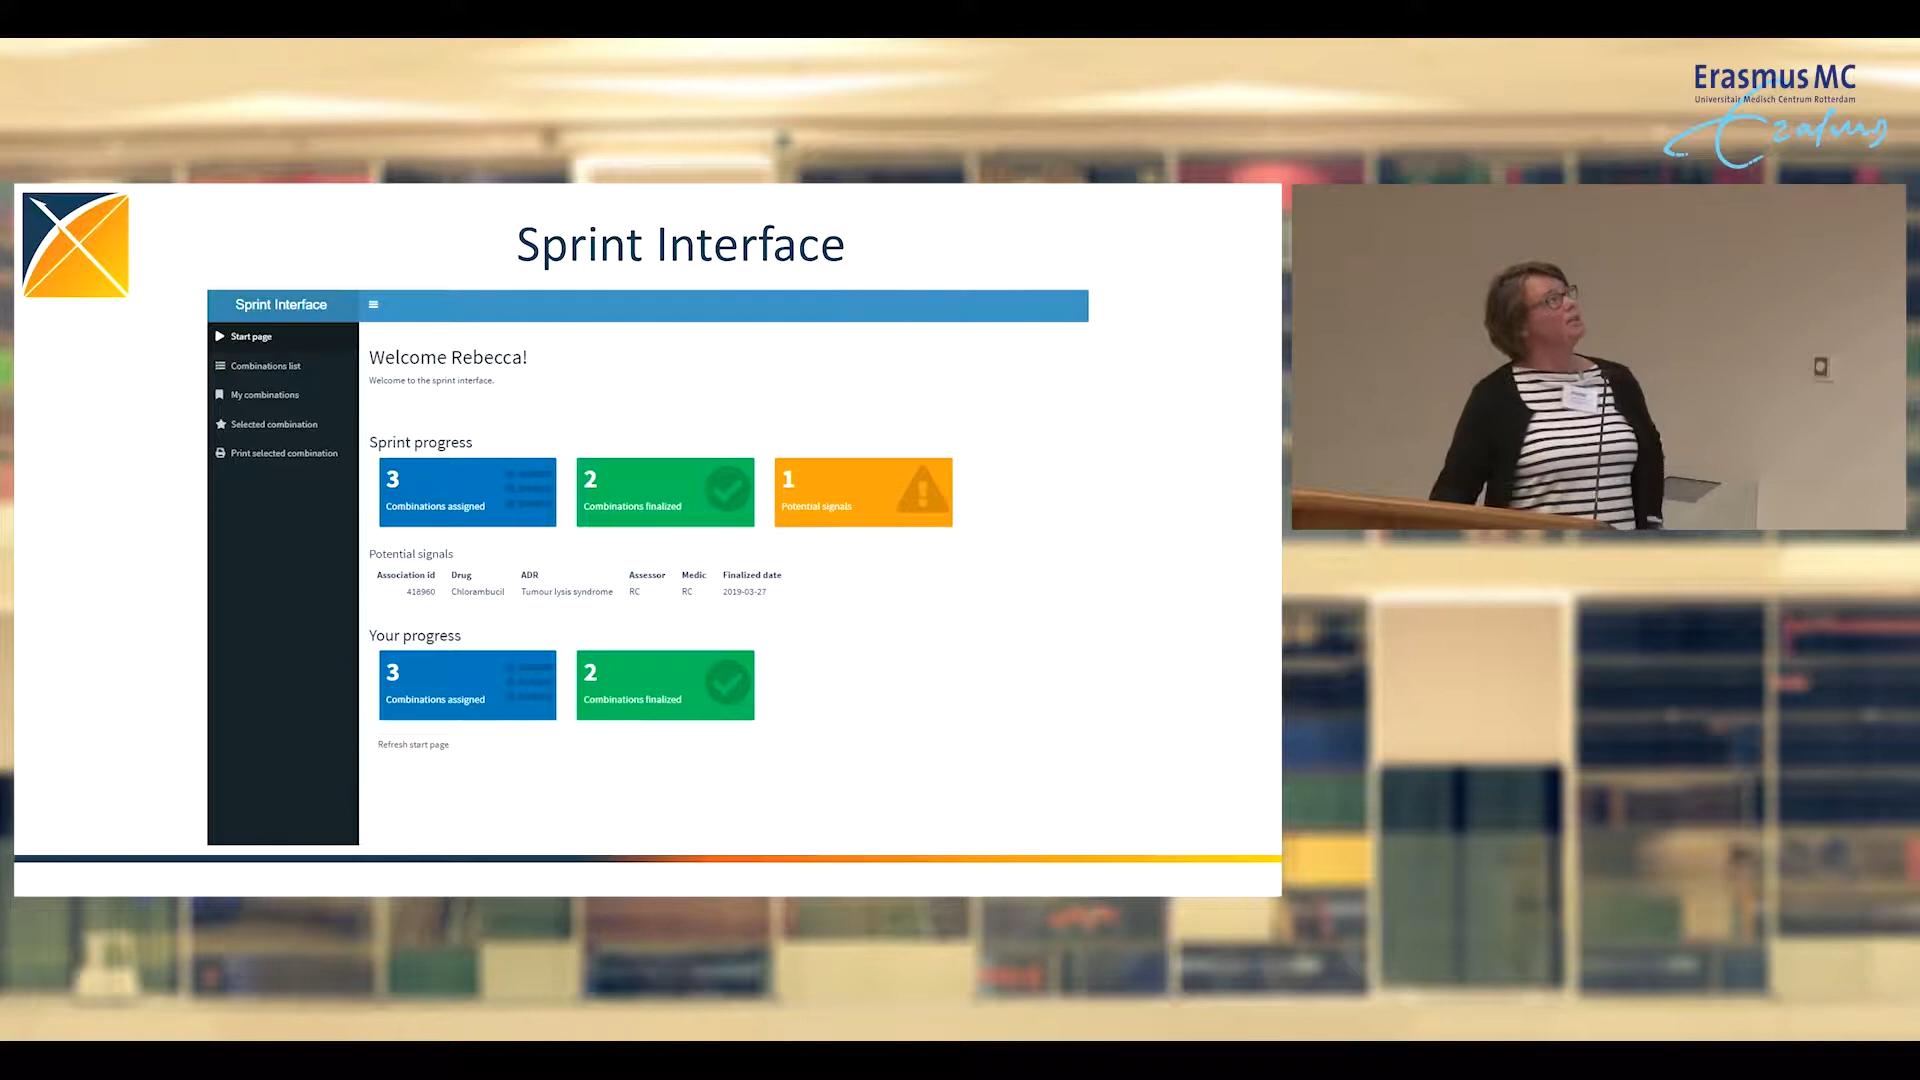 Erasmus MC
Universitair Medisch Centrum Rotterdam
Erasmus
Sprint Interface
Sprint Interface
Start page
Combinations list
My combinations
Selected combination
Print selected combination
Welcome Rebecca!
Welcome to the sprint interface.
Sprint progress
3
Combinations assigned
2
Combinations finalized
1
Potential signals
Potential signals
Association id Drug ADR Assessor Medic Finalized date
418960 Chlorambucil Tumour lysis syndrome RC RC 2019-03-27
Your progress
3
Combinations assigned
2
Combinations finalized
Refresh start page